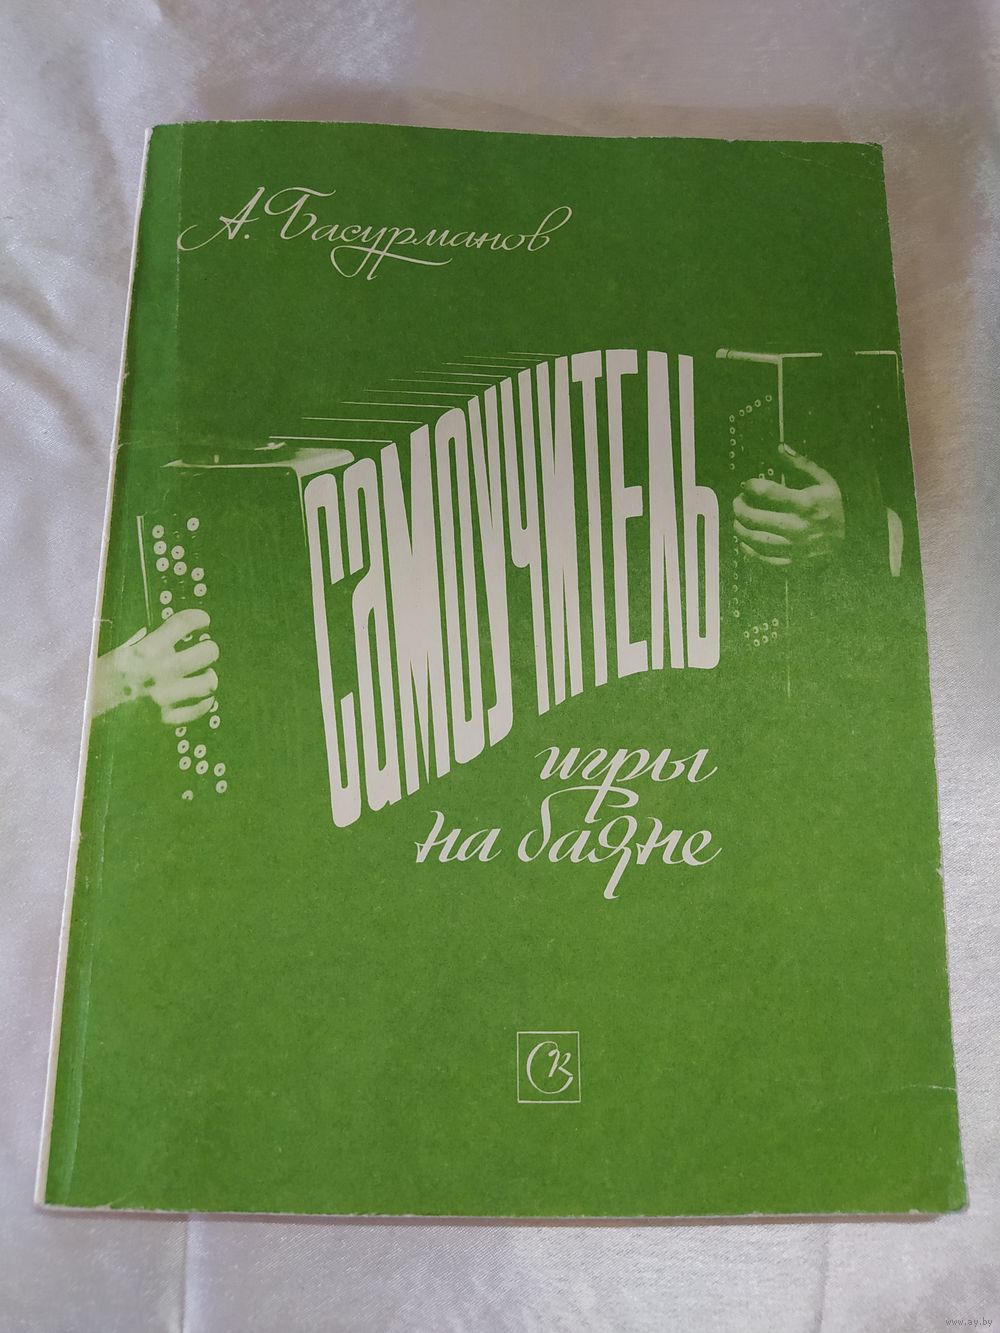 А. Басурманов
Самоучитель
игры
на баяне
СК
www.ay.by